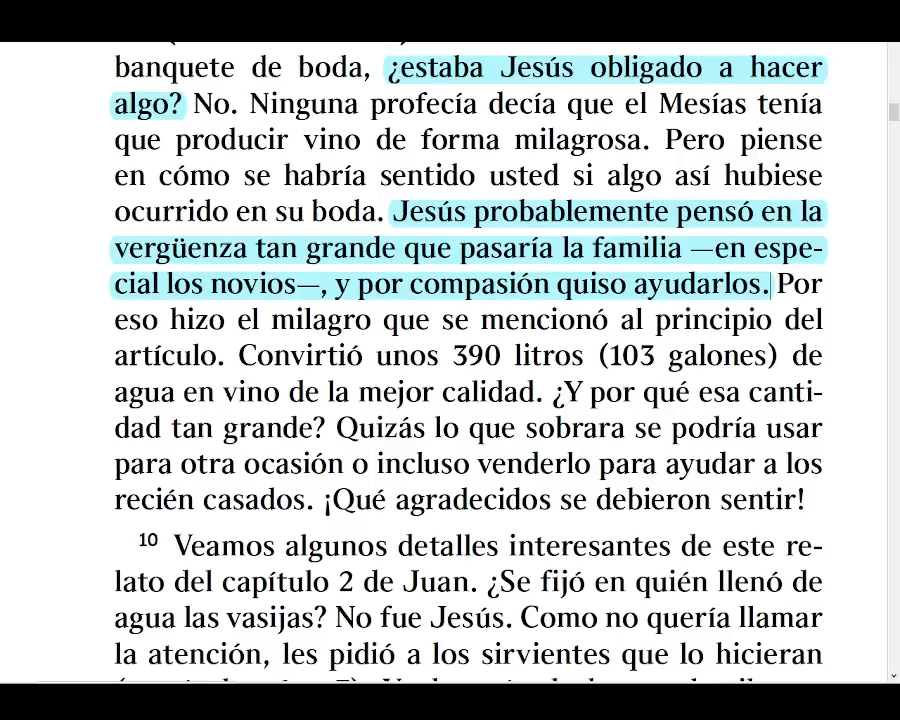 banquete de boda, ¿estaba Jesús obligado a hacer
algo? No. Ninguna profecía decía que el Mesías tenía
que producir vino de forma milagrosa. Pero piense
en cómo se habría sentido usted si algo así hubiese
ocurrido en su boda. Jesús probablemente pensó en la
vergüenza tan grande que pasaría la familia —en espe-
cial los novios—, y por compasión quiso ayudarlos. Por
eso hizo el milagro que se mencionó al principio del
artículo. Convirtió unos 390 litros (103 galones) de
agua en vino de la mejor calidad. ¿Y por qué esa canti-
dad tan grande? Quizás lo que sobrara se podría usar
para otra ocasión o incluso venderlo para ayudar a los
recién casados. ¡Qué agradecidos se debieron sentir!
10 Veamos algunos detalles interesantes de este re-
lato del capítulo 2 de Juan. ¿Se fijó en quién llenó de
agua las vasijas? No fue Jesús. Como no quería llamar
la atención, les pidió a los sirvientes que lo hicieran